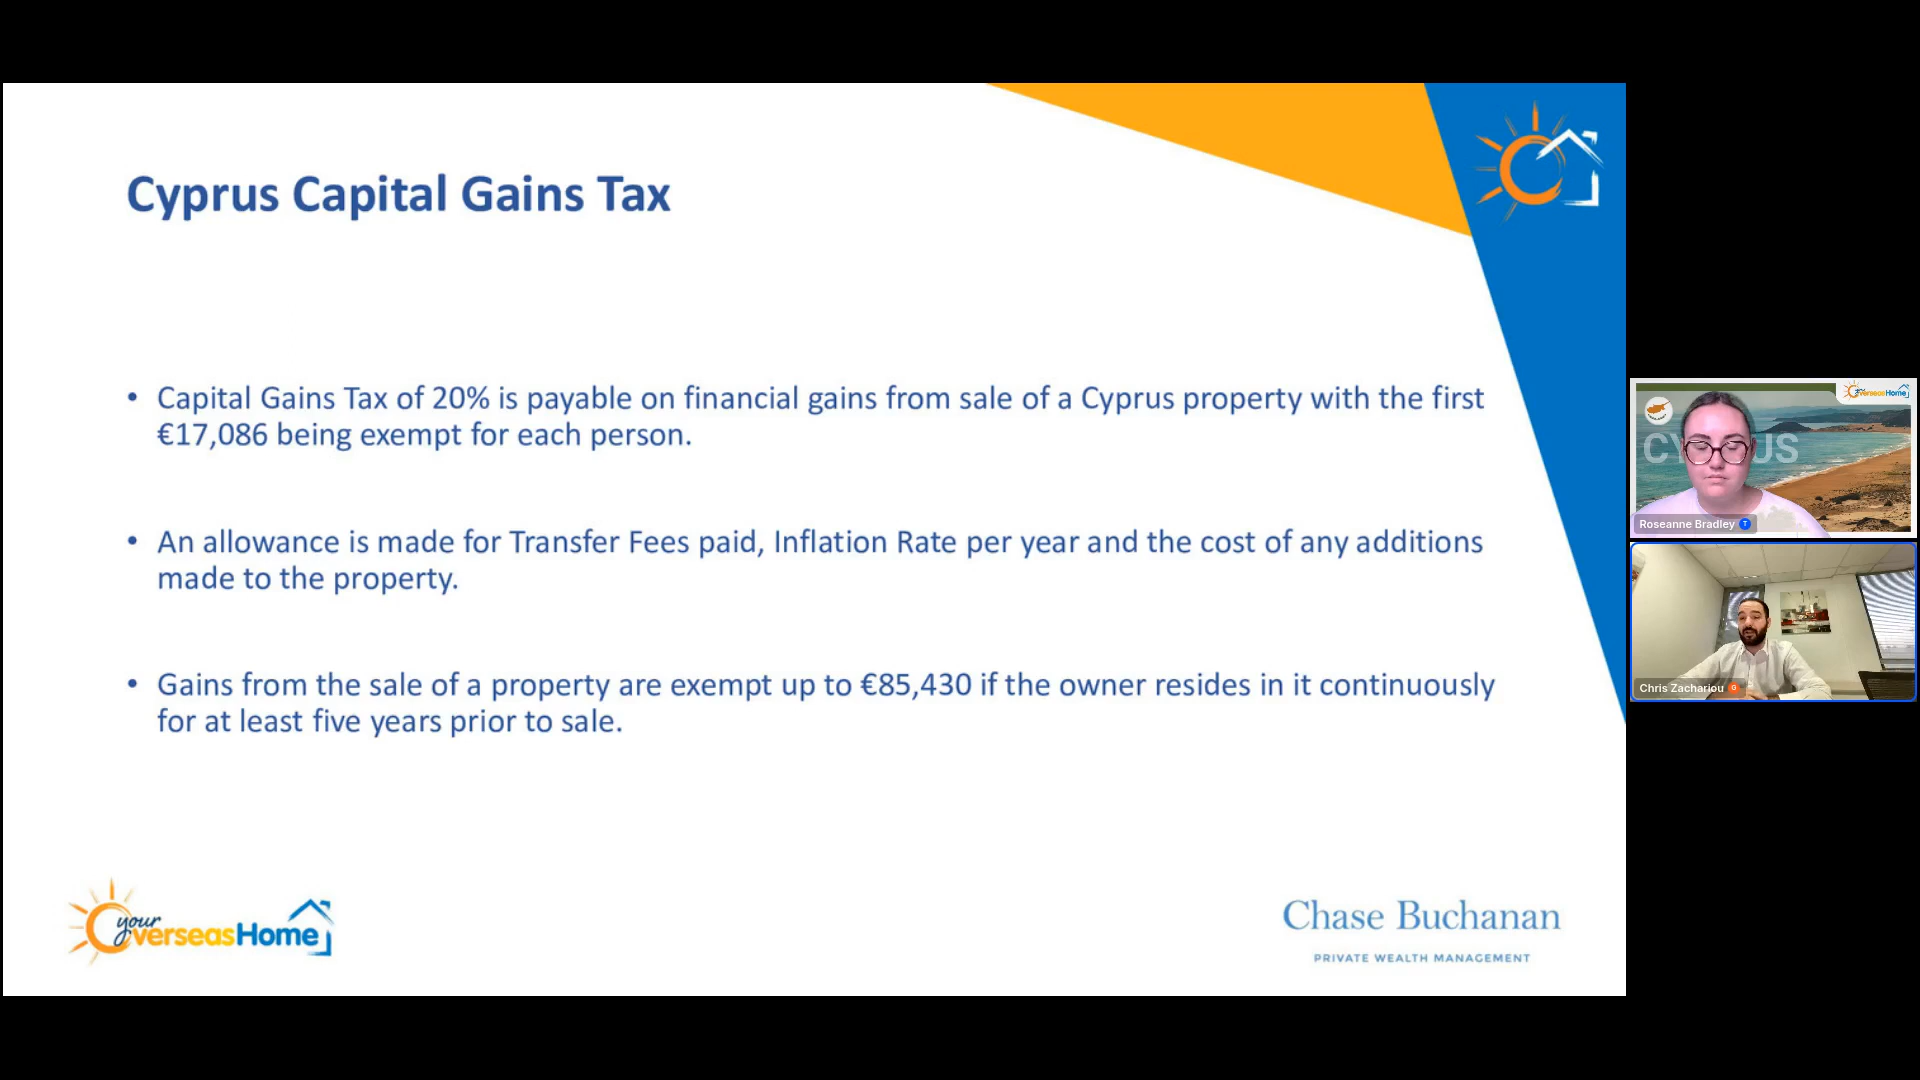 Cyprus Capital Gains Tax
• Capital Gains Tax of 20% is payable on financial gains from sale of a Cyprus property with the first
€17,086 being exempt for each person.
• An allowance is made for Transfer Fees paid, Inflation Rate per year and the cost of any additions
made to the property.
• Gains from the sale of a property are exempt up to €85,430 if the owner resides in it continuously
for at least five years prior to sale.
your
OverseasHome
Chase Buchanan
PRIVATE WEALTH MANAGEMENT
OverseasHome
CY US
Roseanne Bradley T
Chris Zachariou G